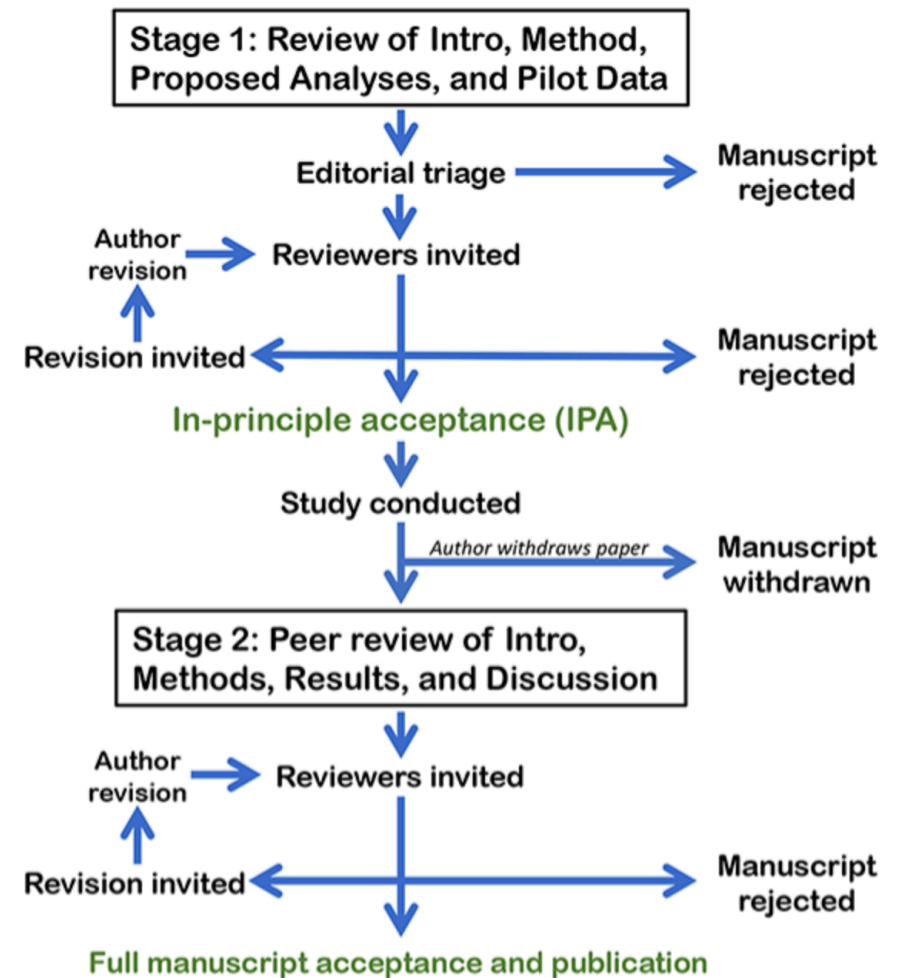 Stage 1: Review of Intro, Method,
Proposed Analyses, and Pilot Data
Editorial triage
Manuscript
rejected
Author
revision
Reviewers invited
Revision invited
Manuscript
rejected
In-principle acceptance (IPA)
Study conducted
Author withdraws paper
Manuscript
withdrawn
Stage 2: Peer review of Intro,
Methods, Results, and Discussion
Author
revision
Reviewers invited
Revision invited
Manuscript
rejected
Full manuscript acceptance and publication